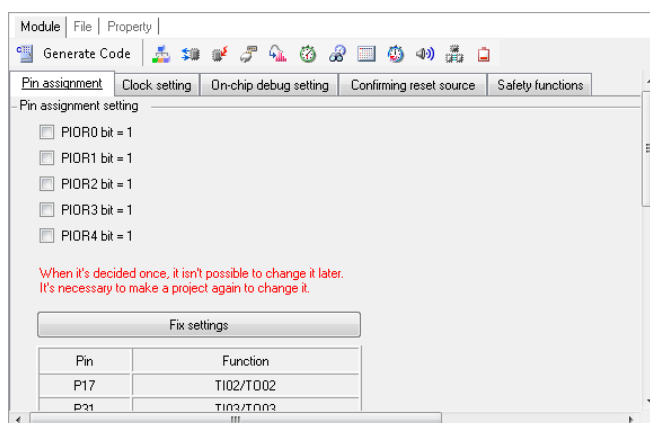 Module File Property
Generate Code
Pin assignment Clock setting On-chip debug setting Confirming reset source Safety functions
Pin assignment setting
PIOR0 bit = 1
PIOR1 bit = 1
PIOR2 bit = 1
PIOR3 bit = 1
PIOR4 bit = 1
When it's decided once, it isn't possible to change it later.
It's necessary to make a project again to change it.
Fix settings
Pin Function
P17 TI02/TO02
P31 TI03/TO03